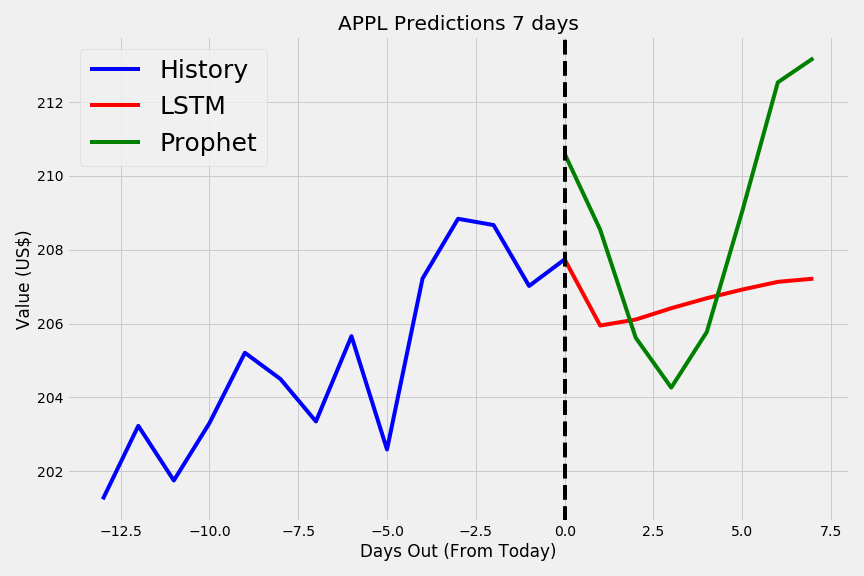 APPL Predictions 7 days
History
LSTM
Prophet
Value (US$)
212
210
208
206
204
202
−12.5 −10.0 −7.5 −5.0 −2.5 0.0 2.5 5.0 7.5
Days Out (From Today)